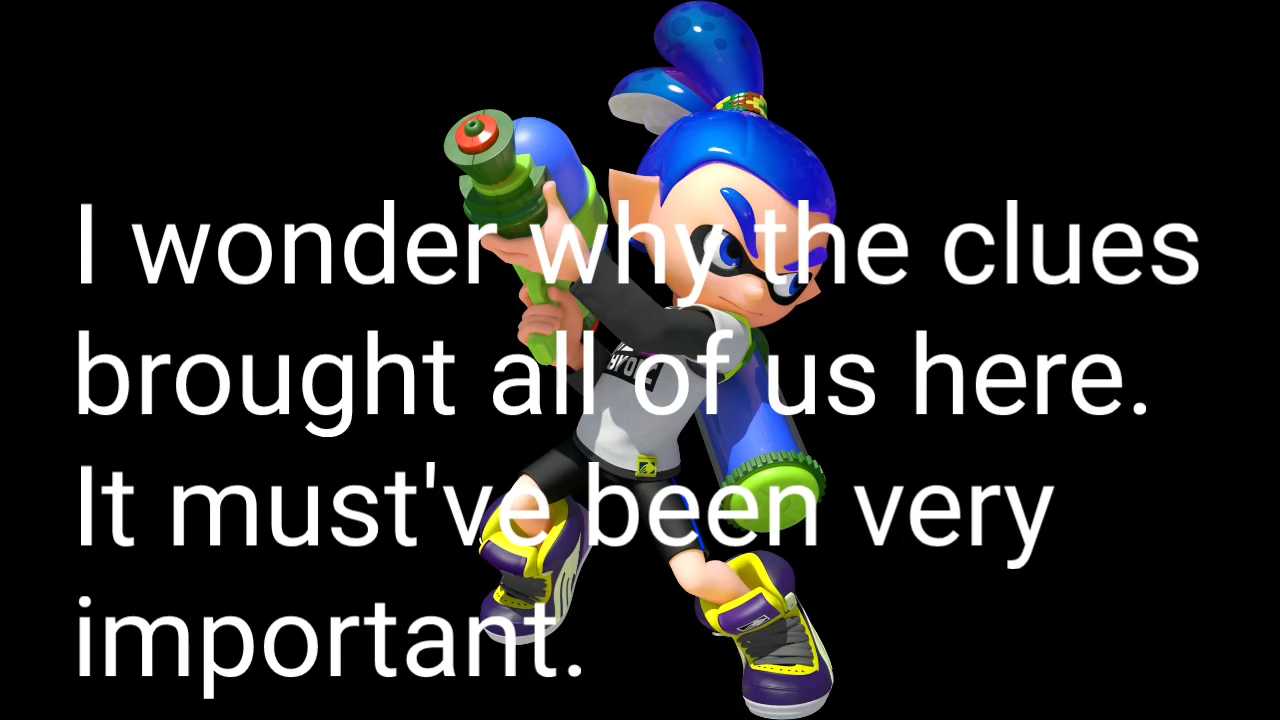 I wonder why the clues
brought all of us here.
It must've been very
important.